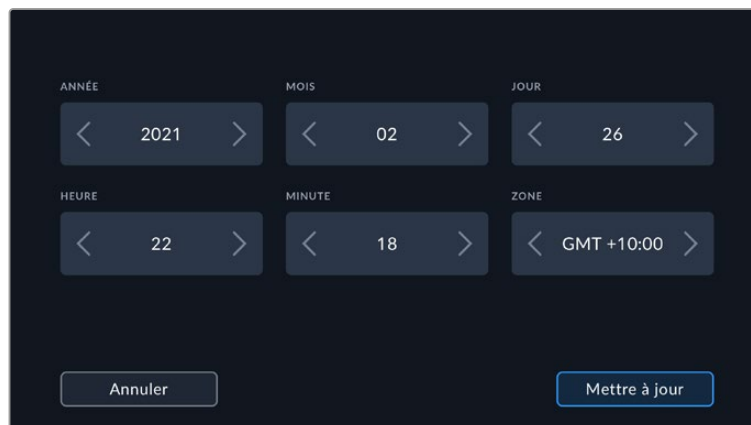 ANNÉE MOIS JOUR
2021 02 26
HEURE MINUTE ZONE
22 18 GMT +10:00
Annuler Mettre à jour